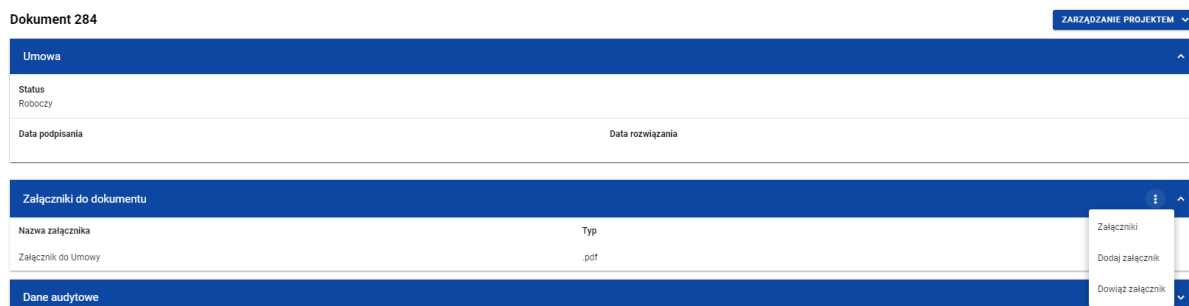 Dokument 284
ZARZĄDZANIE PROJEKTEM
Umowa
Status
Roboczy
Data podpisania Data rozwiązania
Załączniki do dokumentu
Nazwa załącznika Typ
Załącznik do Umowy .pdf
Załączniki
Dodaj załącznik
Dowiąż załącznik
Dane audytowe